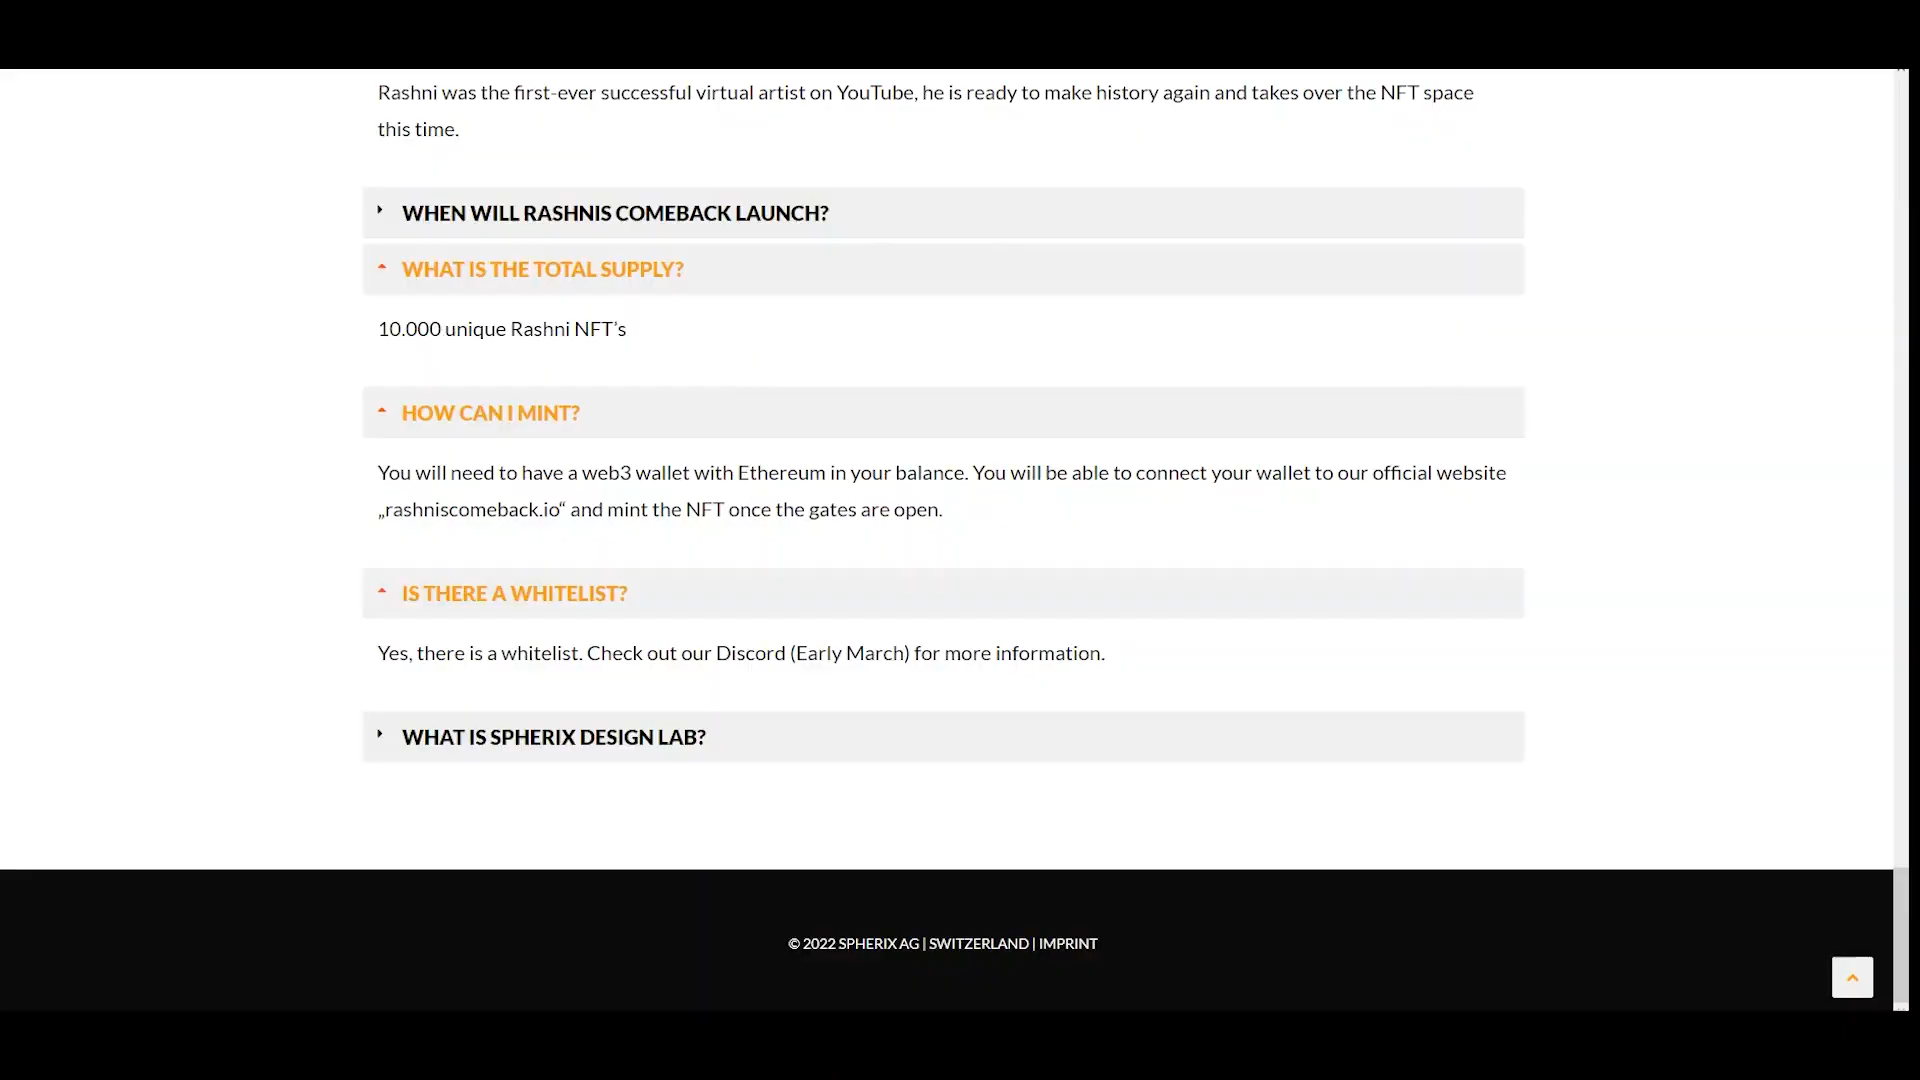 Rashni was the first-ever successful virtual artist on YouTube, he is ready to make history again and takes over the NFT space
this time.
WHEN WILL RASHNIS COMEBACK LAUNCH?
WHAT IS THE TOTAL SUPPLY?
10.000 unique Rashni NFT's
HOW CAN I MINT?
You will need to have a web3 wallet with Ethereum in your balance. You will be able to connect your wallet to our official website
„rashniscomeback.io“ and mint the NFT once the gates are open.
IS THERE A WHITELIST?
Yes, there is a whitelist. Check out our Discord (Early March) for more information.
WHAT IS SPHERIX DESIGN LAB?
© 2022 SPHERIX AG | SWITZERLAND | IMPRINT